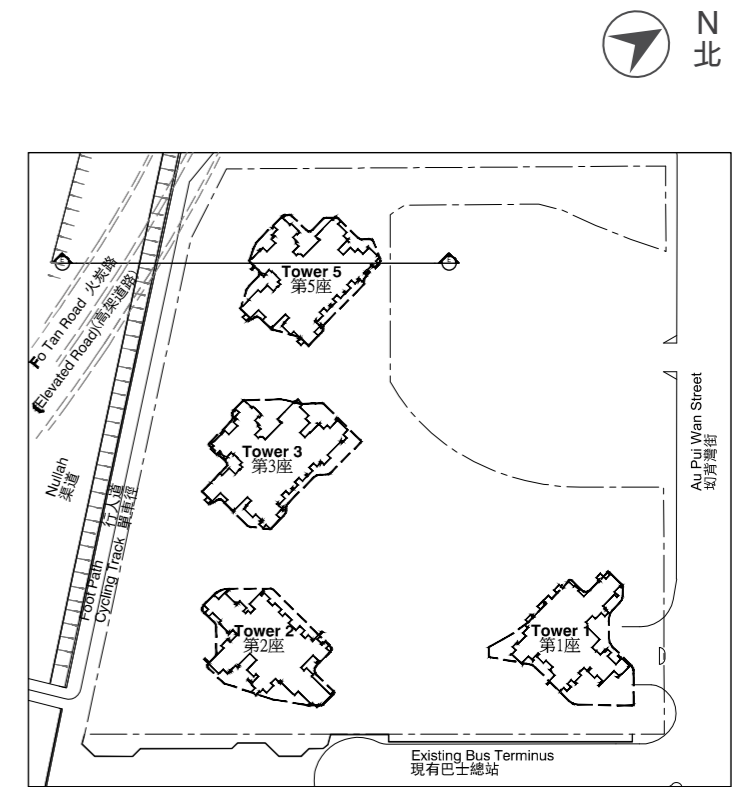 N
北
Tower 5
第5座
Fo Tan Road 火炭路
(Elevated Road)(高架道路)
Tower 3
第3座
Au Pui Wan Street
坳背灣街
Nullah
渠道
Foot Path 行人道
Cycling Track 單車徑
Tower 2
第2座
Tower 1
第1座
Existing Bus Terminus
現有巴士總站